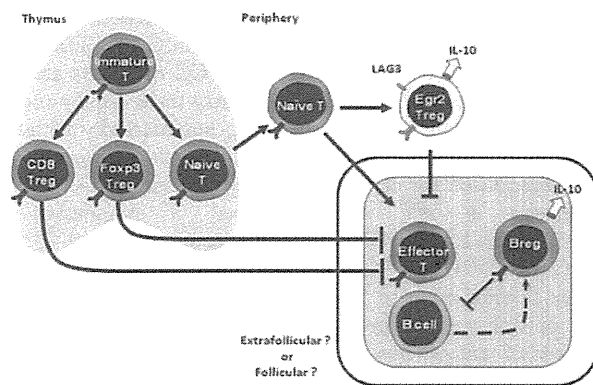 Thymus
Periphery
Immature
T
CD8
Treg
Foxp3
Treg
Naive
T
Naive T
LAG3
IL-10
Egr2
Treg
IL-10
Effector
T
Breg
B cell
Extrafollicular ?
or
Follicular ?